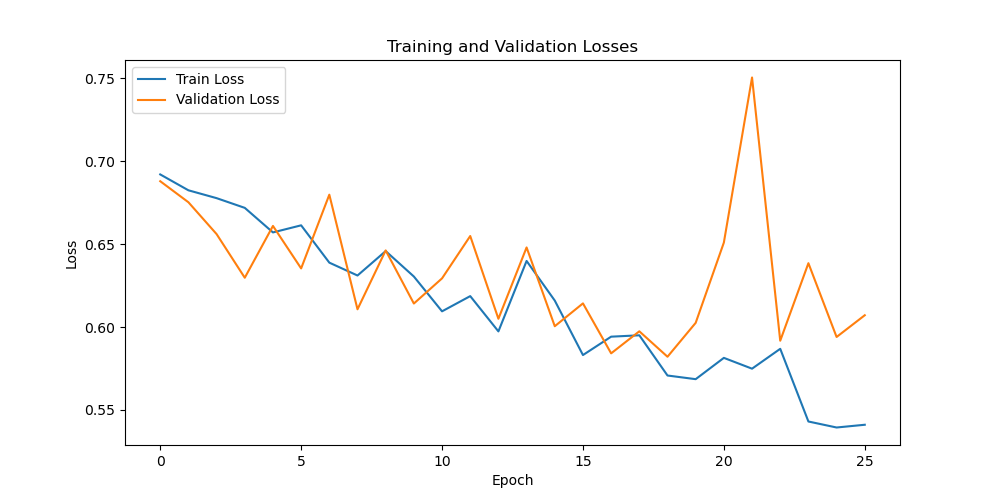 Training and Validation Losses
Train Loss
Validation Loss
0.75
0.70
0.65
0.60
0.55
Loss
0 5 10 15 20 25
Epoch